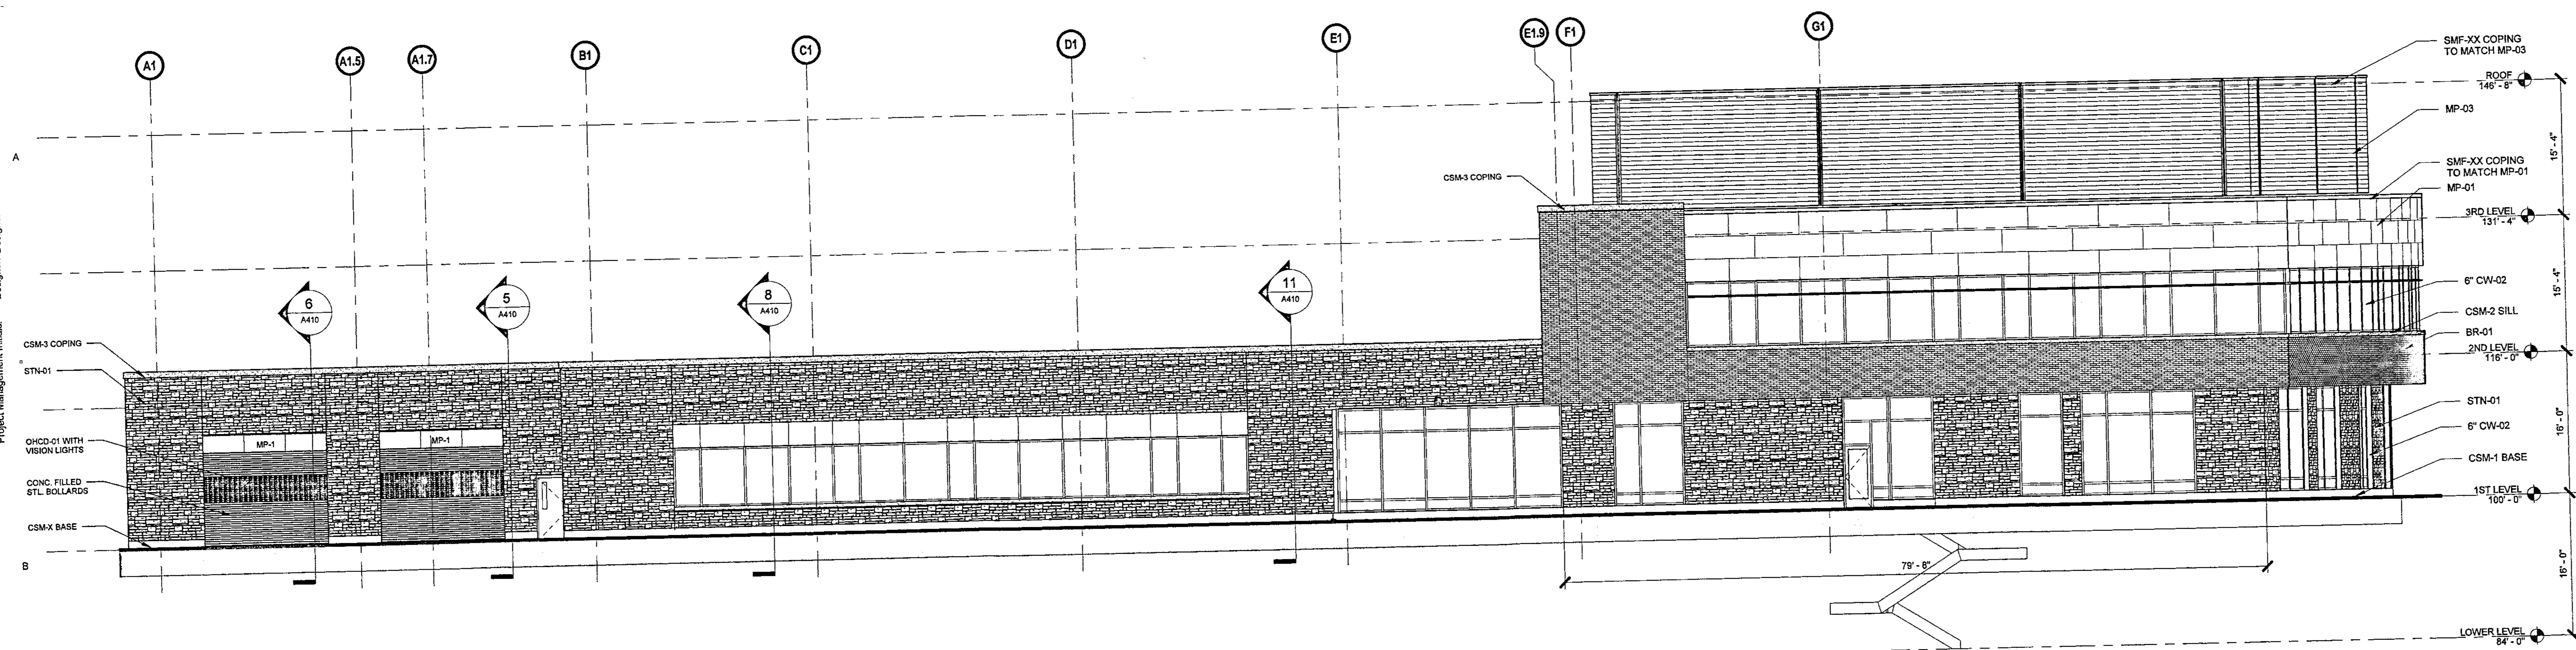 A1
A1.5
A1.7
B1
C1
D1
E1
E1.9
F1
G1
A
B
6
A410
5
A410
8
A410
11
A410
CSM-3 COPING
STN-01
OHCD-01 WITH
VISION LIGHTS
CONC. FILLED
STL. BOLLARDS
CSM-X BASE
MP-1
MP-1
CSM-3 COPING
SMF-XX COPING
TO MATCH MP-03
ROOF
146' - 8"
MP-03
15' - 4"
SMF-XX COPING
TO MATCH MP-01
MP-01
3RD LEVEL
131' - 4"
6" CW-02
15' - 4"
CSM-2 SILL
BR-01
2ND LEVEL
116' - 0"
STN-01
6" CW-02
16' - 0"
CSM-1 BASE
1ST LEVEL
100' - 0"
79' - 8"
16' - 0"
LOWER LEVEL
84' - 0"
Project Management Initials: